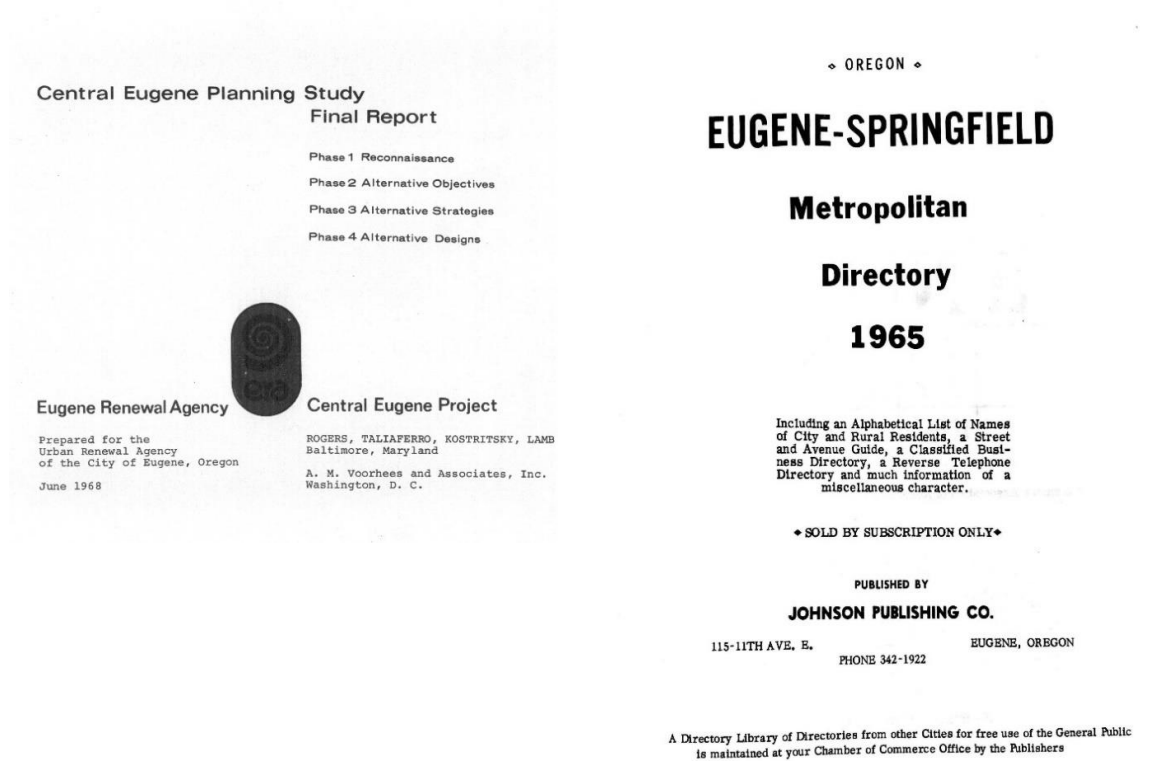 Central Eugene Planning Study
Final Report
Phase 1 Reconnaissance
Phase 2 Alternative Objectives
Phase 3 Alternative Strategies
Phase 4 Alternative Designs
era
Eugene Renewal Agency
Prepared for the
Urban Renewal Agency
of the City of Eugene, Oregon
June 1968
Central Eugene Project
ROGERS, TALIAFERRO, KOSTRITSKY, LAMB
Baltimore, Maryland
A. M. Voorhees and Associates, Inc.
Washington, D. C.
⋄ OREGON ⋄
EUGENE-SPRINGFIELD
Metropolitan
Directory
1965
Including an Alphabetical List of Names
of City and Rural Residents, a Street
and Avenue Guide, a Classified Busi-
ness Directory, a Reverse Telephone
Directory and much information of a
miscellaneous character.
◆ SOLD BY SUBSCRIPTION ONLY◆
PUBLISHED BY
JOHNSON PUBLISHING CO.
115-11TH AVE. E. EUGENE, OREGON
PHONE 342-1922
A Directory Library of Directories from other Cities for free use of the General Public
is maintained at your Chamber of Commerce Office by the Publishers